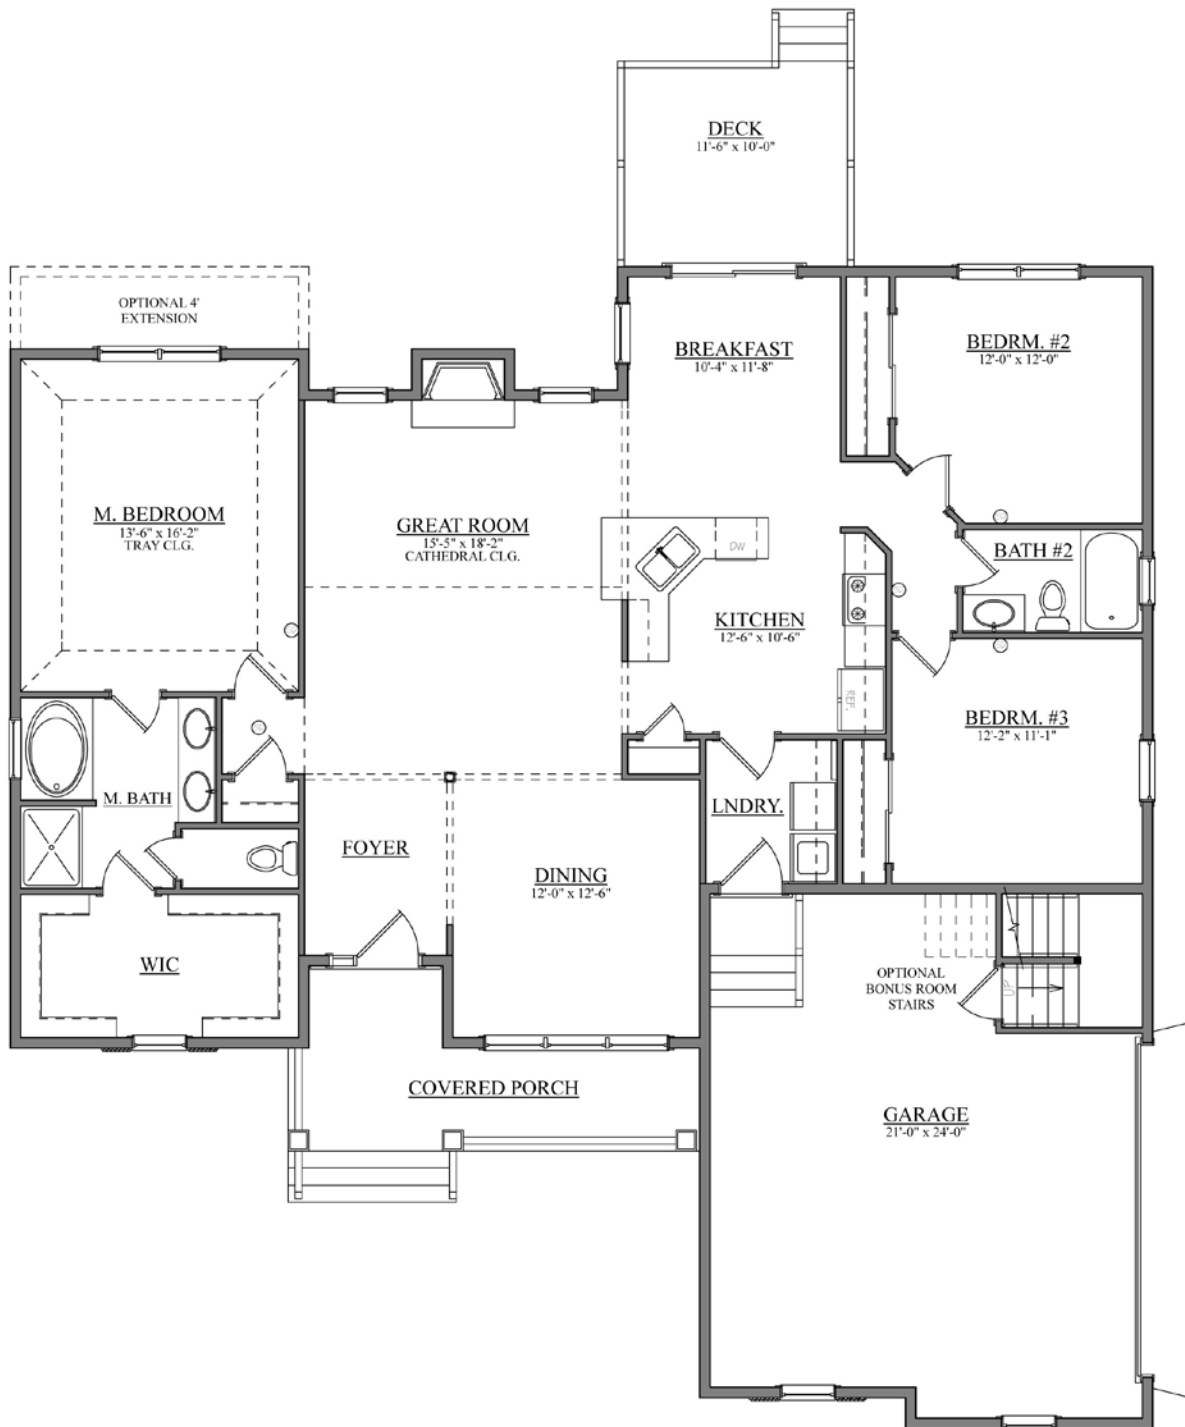 DECK
11'-6" x 10'-0"
OPTIONAL 4'
EXTENSION
BREAKFAST
10'-4" x 11'-8"
BEDRM. #2
12'-0" x 12'-0"
M. BEDROOM
13'-6" x 16'-2"
TRAY CLG.
GREAT ROOM
15'-5" x 18'-2"
CATHEDRAL CLG.
DW
BATH #2
KITCHEN
12'-6" x 10'-6"
REF.
BEDRM. #3
12'-2" x 11'-1"
M. BATH
LNDRY.
FOYER
DINING
12'-0" x 12'-6"
WIC
OPTIONAL
BONUS ROOM
STAIRS
UP
COVERED PORCH
GARAGE
21'-0" x 24'-0"